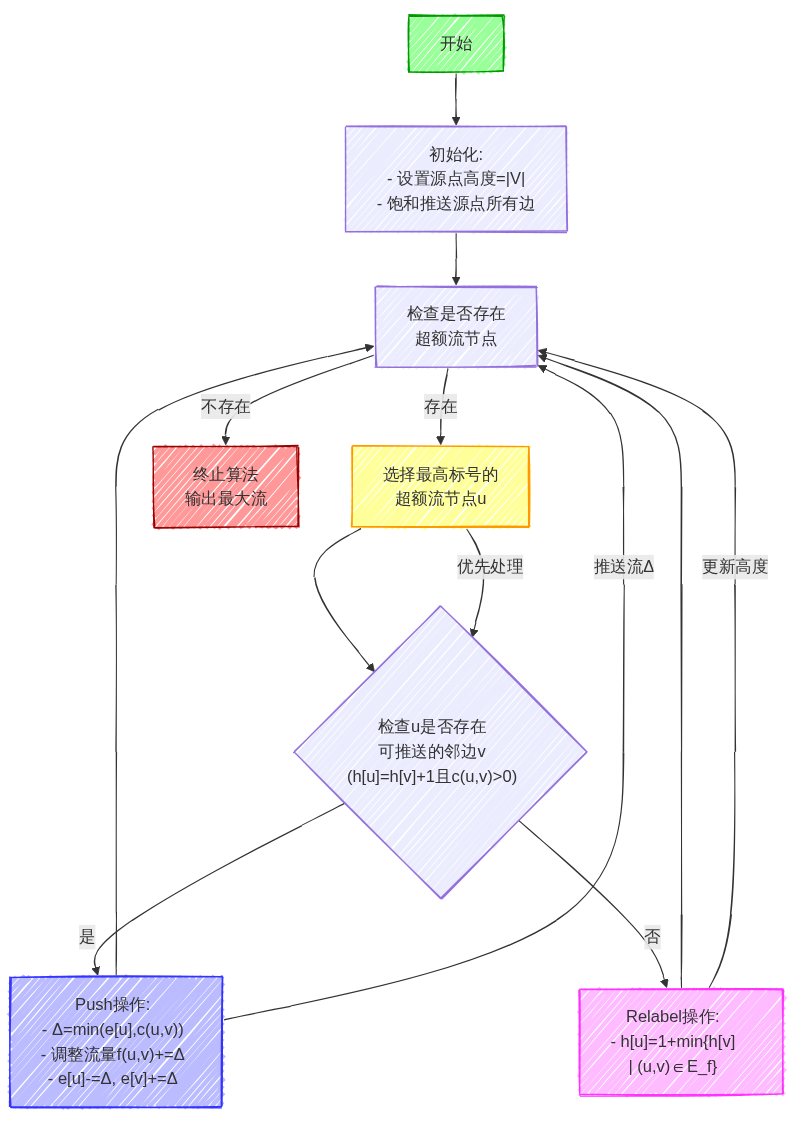 开始
初始化:
- 设置源点高度=|V|
- 饱和推送源点所有边
检查是否存在
超额流节点
不存在
存在
终止算法
输出最大流
选择最高标号的
超额流节点u
优先处理
推送流Δ
更新高度
检查u是否存在
可推送的邻边v
(h[u]=h[v]+1且c(u,v)>0)
是
否
Push操作:
- Δ=min(e[u],c(u,v))
- 调整流量f(u,v)+=Δ
- e[u]-=Δ, e[v]+=Δ
Relabel操作:
- h[u]=1+min{h[v]
| (u,v)∈E_f}